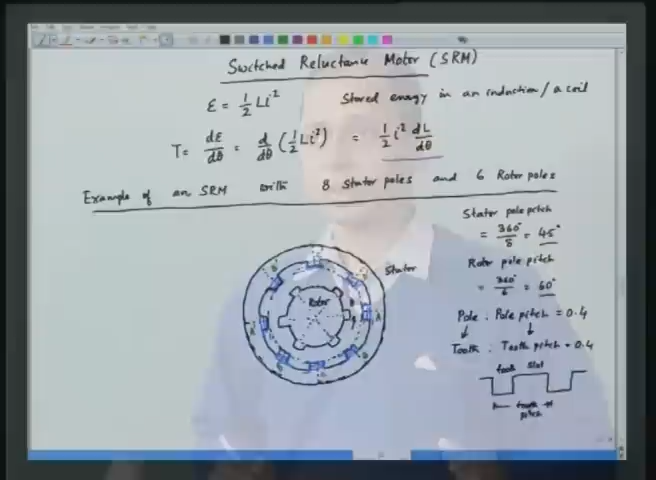 Switched Reluctance Motor (SRM)
ε = 1/2 Li² Stored energy in an induction/a coil
T = dε/dθ = d/dθ (1/2 Li²) = 1/2 i² dL/dθ
Example of an SRM with 8 Stator poles and 6 Rotor poles
Stator pole pitch
= 360°/8 = 45°
Rotor pole pitch
= 360°/6 = 60°
Pole : Pole pitch = 0.4
Tooth : Tooth pitch = 0.4
Stator
Rotor
tooth slot
tooth
pitch